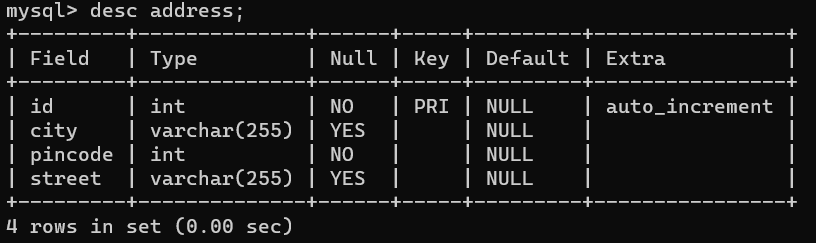 mysql> desc address;
+----------+--------------+------+-----+---------+----------------+
| Field    | Type         | Null | Key | Default | Extra          |
+----------+--------------+------+-----+---------+----------------+
| id       | int          | NO   | PRI | NULL    | auto_increment |
| city     | varchar(255) | YES  |     | NULL    |                |
| pincode  | int          | NO   |     | NULL    |                |
| street   | varchar(255) | YES  |     | NULL    |                |
+----------+--------------+------+-----+---------+----------------+
4 rows in set (0.00 sec)